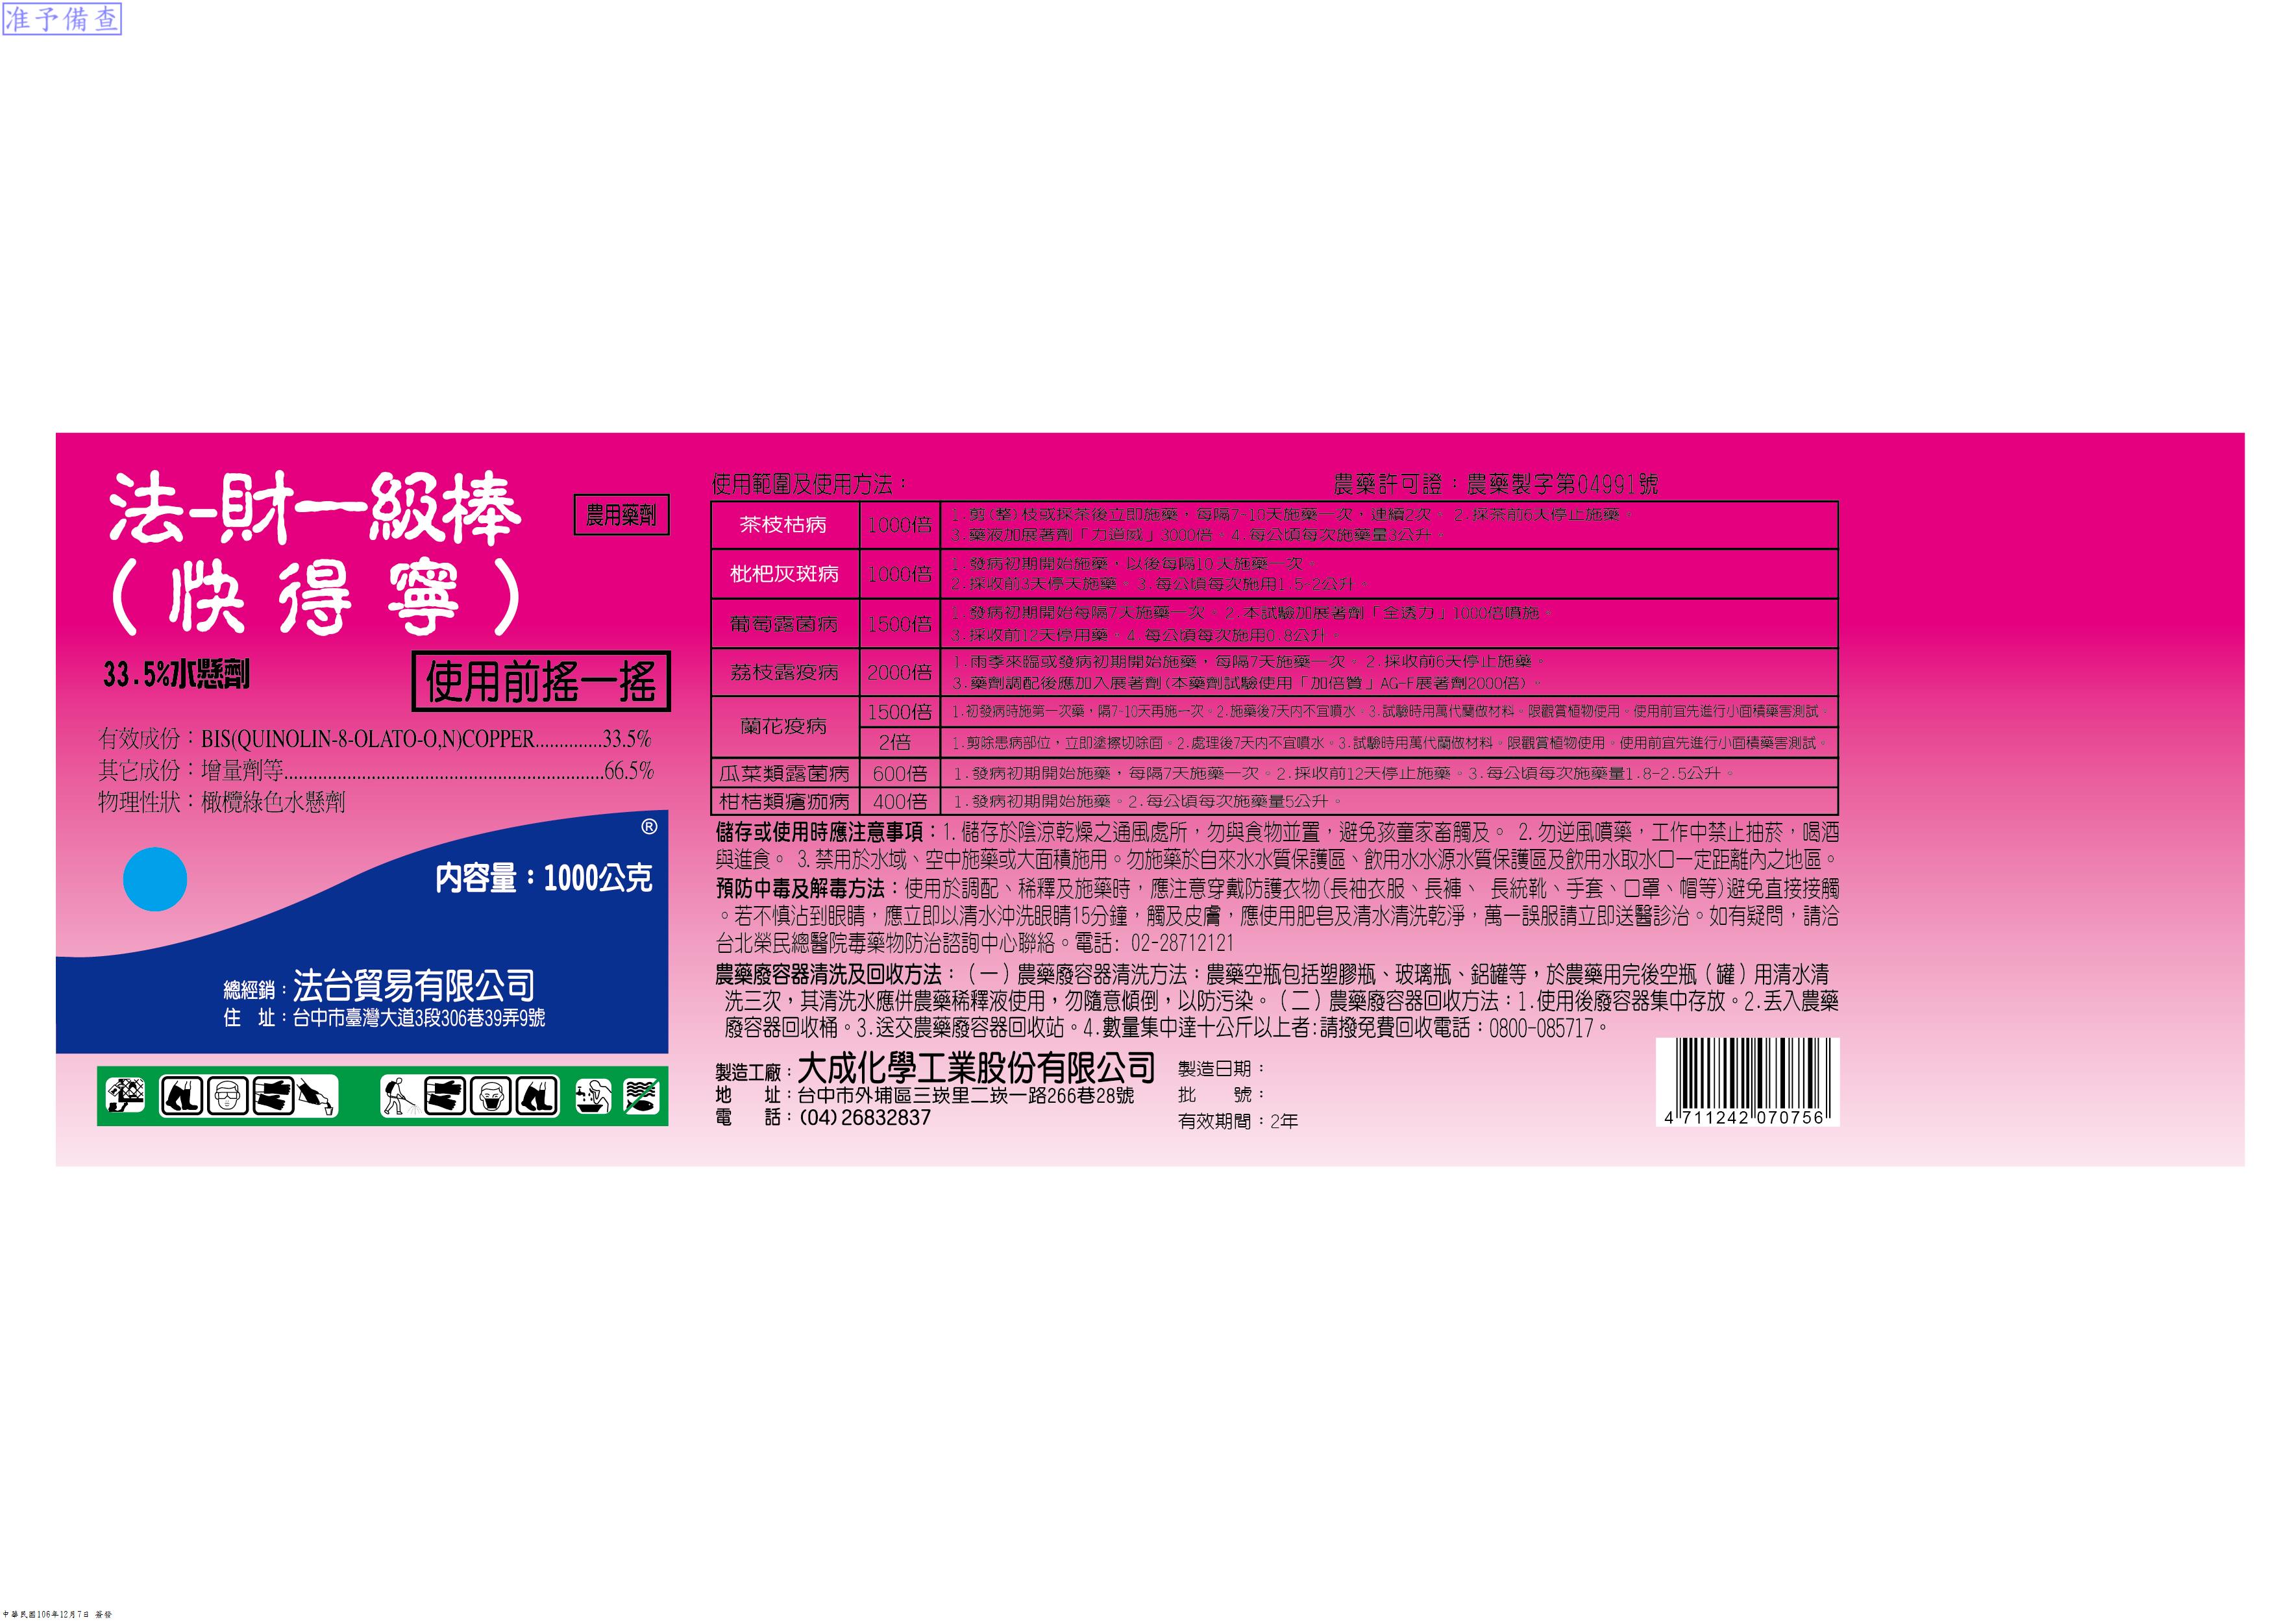 准予備查
法-財一級棒
農用藥劑
（快得寧）
33.5%水懸劑
使用前搖一搖
有效成份：BIS(QUINOLIN-8-OLATO-O,N)COPPER..............33.5%
其它成份：增量劑等.................................................................66.5%
物理性狀：橄欖綠色水懸劑
®
內容量：1000公克
總經銷：法台貿易有限公司
住　址：台中市臺灣大道3段306巷39弄9號
使用範圍及使用方法：
農藥許可證：農藥製字第04991號
茶枝枯病 1000倍 1.剪(整)枝或採茶後立即施藥，每隔7-10天施藥一次，連續2次。 2.採茶前6天停止施藥。
3.藥液加展著劑「力道威」3000倍。4.每公頃每次施藥量3公升。
枇杷灰斑病 1000倍 1.發病初期開始施藥，以後每隔10天施藥一次。
2.採收前3天停夫施藥。3.每公頃每次施用1.5-2公升。
葡萄露菌病 1500倍 1.發病初期開始每隔7天施藥一次。2.本試驗加展著劑「全透力」1000倍噴施。
3.採收前12天停用藥。4.每公頃每次施用0.8公升。
荔枝露疫病 2000倍 1.雨季來臨或發病初期開始施藥，每隔7天施藥一次。2.採收前6天停止施藥。
3.藥劑調配後應加入展著劑(本藥劑試驗使用「加倍贊」AG-F展著劑2000倍)。
蘭花疫病 1500倍 1.初發病時施第一次藥，隔7-10天再施一次。2.施藥後7天內不宜噴水。3.試驗時用萬代蘭做材料。限觀賞植物使用。使用前宜先進行小面積藥害測試。
2倍 1.剪除患病部位，立即塗擦切除面。2.處理後7天內不宜噴水。3.試驗時用萬代蘭做材料。限觀賞植物使用。使用前宜先進行小面積藥害測試。
瓜菜類露菌病 600倍 1.發病初期開始施藥，每隔7天施藥一次。2.採收前12天停止施藥。3.每公頃每次施藥量1.8-2.5公升。
柑桔類瘡痂病 400倍 1.發病初期開始施藥。2.每公頃每次施藥量5公升。
儲存或使用時應注意事項：1.儲存於陰涼乾燥之通風處所，勿與食物並置，避免孩童家畜觸及。 2.勿逆風噴藥，工作中禁止抽菸，喝酒
與進食。 3.禁用於水域、空中施藥或大面積施用。勿施藥於自來水水質保護區、飲用水水源水質保護區及飲用水取水口一定距離內之地區。
預防中毒及解毒方法：使用於調配、稀釋及施藥時，應注意穿戴防護衣物(長袖衣服、長褲、 長統靴、手套、口罩、帽等)避免直接接觸
。若不慎沾到眼睛，應立即以清水沖洗眼睛15分鐘，觸及皮膚，應使用肥皂及清水清洗乾淨，萬一誤服請立即送醫診治。如有疑問，請洽
台北榮民總醫院毒藥物防治諮詢中心聯絡。電話: 02-28712121
農藥廢容器清洗及回收方法：（一）農藥廢容器清洗方法：農藥空瓶包括塑膠瓶、玻璃瓶、鋁罐等，於農藥用完後空瓶（罐）用清水清
洗三次，其清洗水應併農藥稀釋液使用，勿隨意傾倒，以防污染。（二）農藥廢容器回收方法：1.使用後廢容器集中存放。2.丟入農藥
廢容器回收桶。3.送交農藥廢容器回收站。4.數量集中達十公斤以上者:請撥免費回收電話：0800-085717。
製造工廠：大成化學工業股份有限公司
地　址：台中市外埔區三崁里二崁一路266巷28號
電　話：(04)26832837
製造日期：
批　號：
有效期間：2年
4 711242 070756
中華民國106年12月7日 簽發